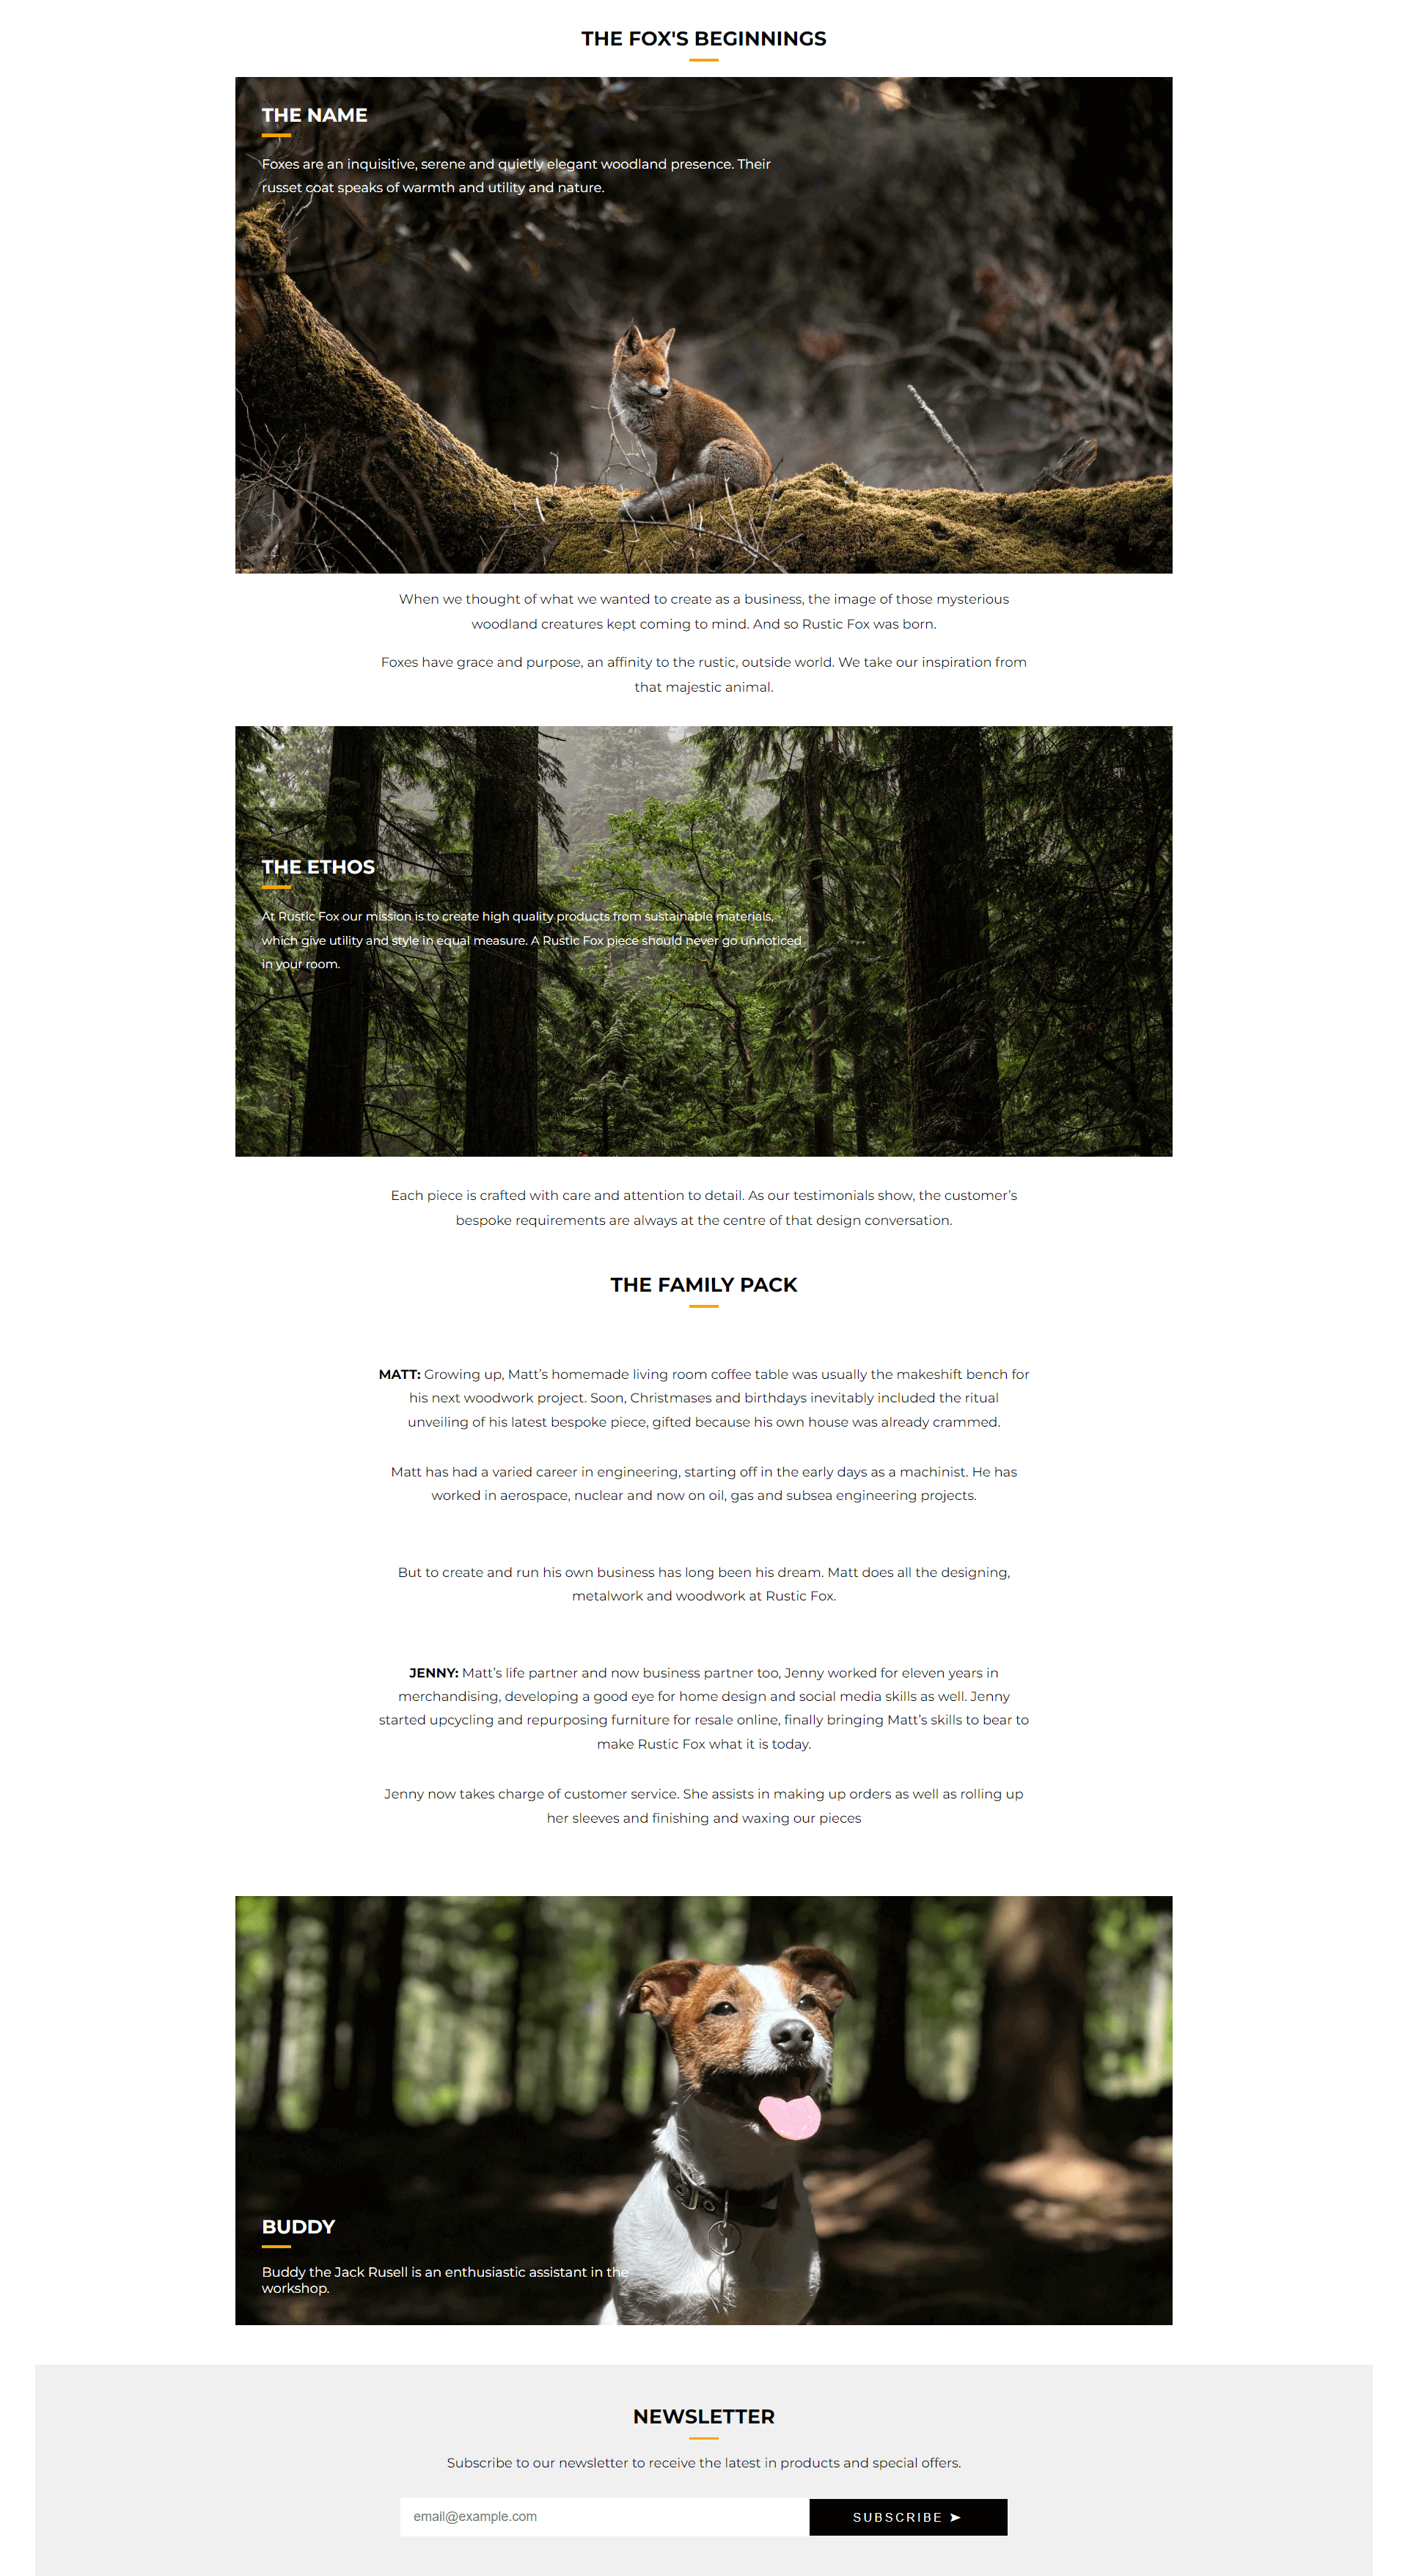 THE FOX'S BEGINNINGS
THE NAME
Foxes are an inquisitive, serene and quietly elegant woodland presence. Their
russet coat speaks of warmth and utility and nature.
When we thought of what we wanted to create as a business, the image of those mysterious
woodland creatures kept coming to mind. And so Rustic Fox was born.
Foxes have grace and purpose, an affinity to the rustic, outside world. We take our inspiration from
that majestic animal.
THE ETHOS
At Rustic Fox our mission is to create high quality products from sustainable materials,
which give utility and style in equal measure. A Rustic Fox piece should never go unnoticed
in your room.
Each piece is crafted with care and attention to detail. As our testimonials show, the customer’s
bespoke requirements are always at the centre of that design conversation.
THE FAMILY PACK
MATT: Growing up, Matt’s homemade living room coffee table was usually the makeshift bench for
his next woodwork project. Soon, Christmases and birthdays inevitably included the ritual
unveiling of his latest bespoke piece, gifted because his own house was already crammed.
Matt has had a varied career in engineering, starting off in the early days as a machinist. He has
worked in aerospace, nuclear and now on oil, gas and subsea engineering projects.
But to create and run his own business has long been his dream. Matt does all the designing,
metalwork and woodwork at Rustic Fox.
JENNY: Matt’s life partner and now business partner too, Jenny worked for eleven years in
merchandising, developing a good eye for home design and social media skills as well. Jenny
started upcycling and repurposing furniture for resale online, finally bringing Matt’s skills to bear to
make Rustic Fox what it is today.
Jenny now takes charge of customer service. She assists in making up orders as well as rolling up
her sleeves and finishing and waxing our pieces
BUDDY
Buddy the Jack Rusell is an enthusiastic assistant in the
workshop.
NEWSLETTER
Subscribe to our newsletter to receive the latest in products and special offers.
email@example.com
SUBSCRIBE ➤